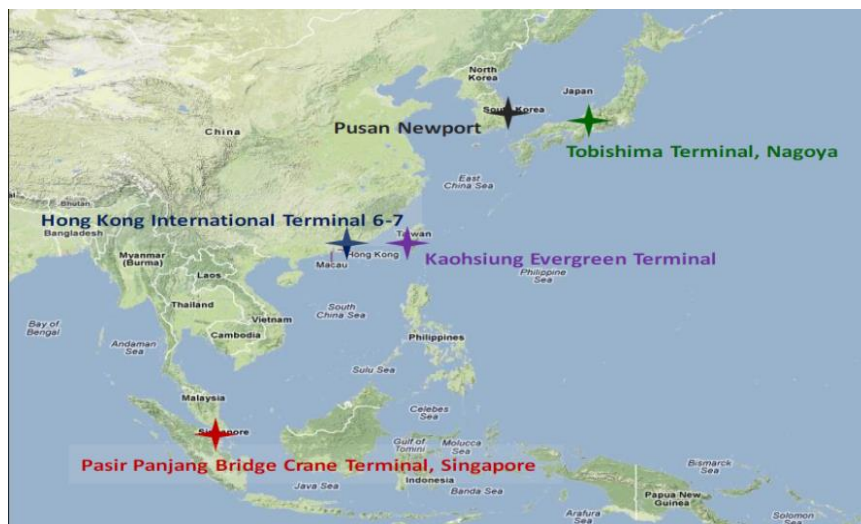 North
Korea
Japan
South Korea
Pusan Newport
China
Tobishima Terminal, Nagoya
East
China Sea
Bhutan
Hong Kong International Terminal 6-7
Bangladesh
Taiwan
Myanmar
(Burma)
Hong Kong
Macau
Kaohsiung Evergreen Terminal
Laos
Philippine
Sea
Thailand
South
China Sea
Bay of
Bengal
Vietnam
Andaman
Sea
Cambodia
Philippines
Sulu Sea
Malaysia
Celebes
Sea
Singapore
Gulf of
Tomini
Molucca
Sea
Pasir Panjang Bridge Crane Terminal, Singapore
Bismarck
Sea
Java Sea
Indonesia
Banda Sea
Papua New
Guinea
Arafura
Sea
Solomon
Sea